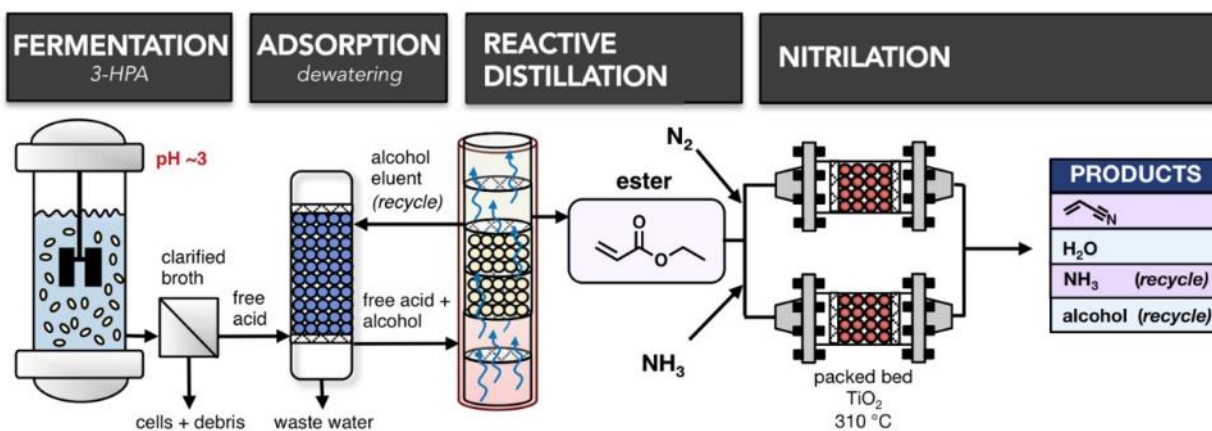 FERMENTATION
3-HPA
ADSORPTION
dewatering
REACTIVE
DISTILLATION
NITRILATION
pH ~3
clarified
broth
free
acid
cells + debris
alcohol
eluent
(recycle)
free acid +
alcohol
waste water
ester
O
O
N₂
NH₃
packed bed
TiO₂
310 °C
PRODUCTS
N
H₂O
NH₃ (recycle)
alcohol (recycle)